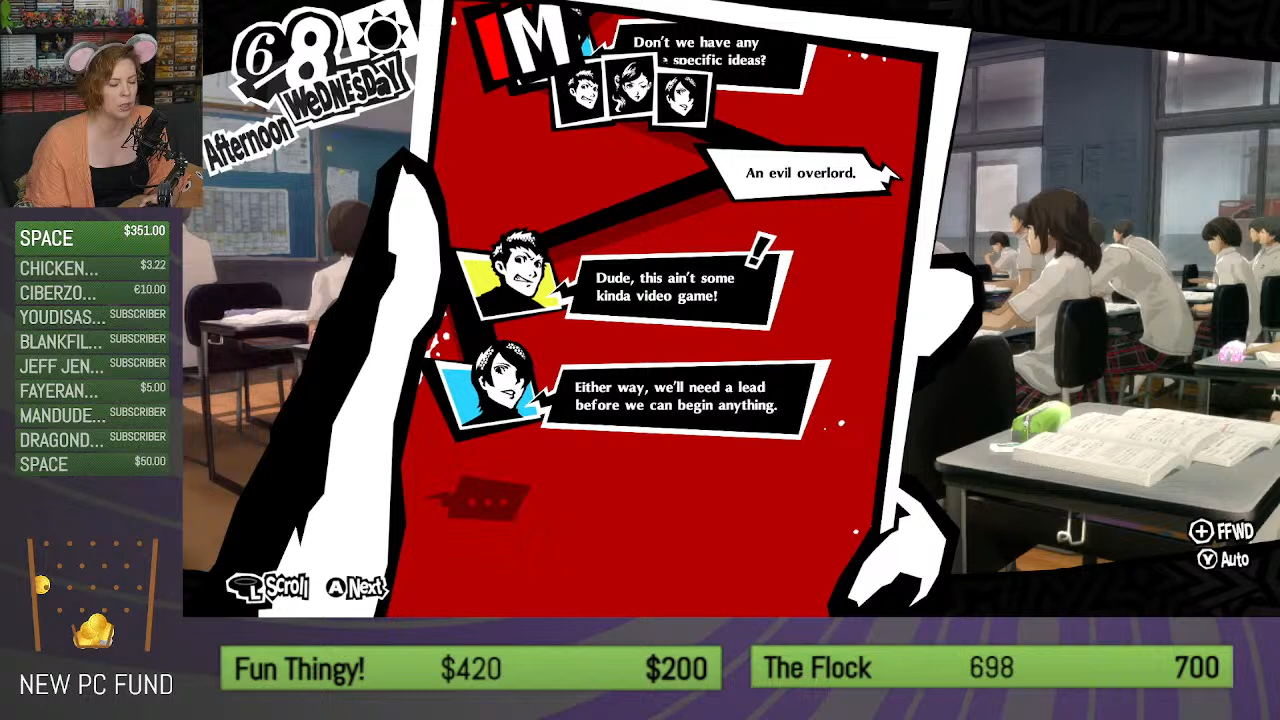 6/8
WEDNESDAY
Afternoon
IM
Don't we have any
specific ideas?
An evil overlord.
Dude, this ain't some
kinda video game!
!
Either way, we'll need a lead
before we can begin anything.
L Scroll
A Next
+ FFWD
Y Auto
SPACE $351.00
CHICKEN... $3.22
CIBERZO... €10.00
YOUDISAS... SUBSCRIBER
BLANKFIL... SUBSCRIBER
JEFF JEN... SUBSCRIBER
FAYERAN... $5.00
MANDUDE... SUBSCRIBER
DRAGOND... SUBSCRIBER
SPACE $50.00
NEW PC FUND
Fun Thingy! $420 $200
The Flock 698 700